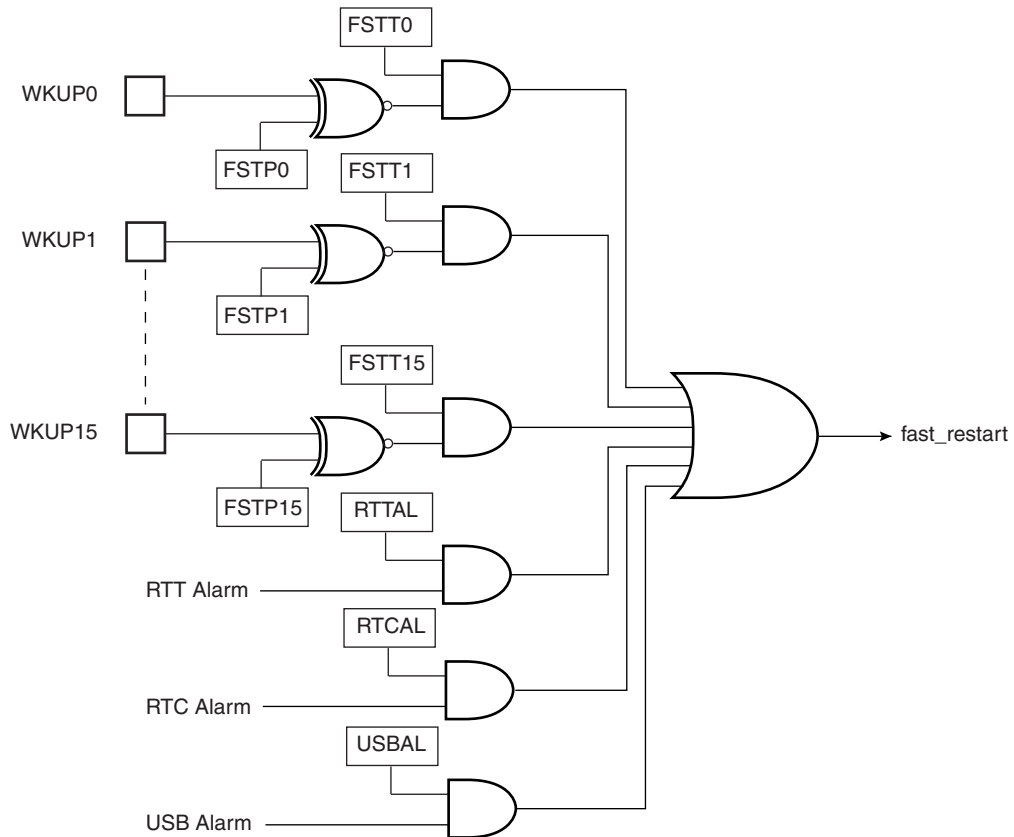 FSTT0
WKUP0
FSTP0
FSTT1
WKUP1
FSTP1
FSTT15
WKUP15
fast_restart
FSTP15
RTTAL
RTT Alarm
RTCAL
RTC Alarm
USBAL
USB Alarm